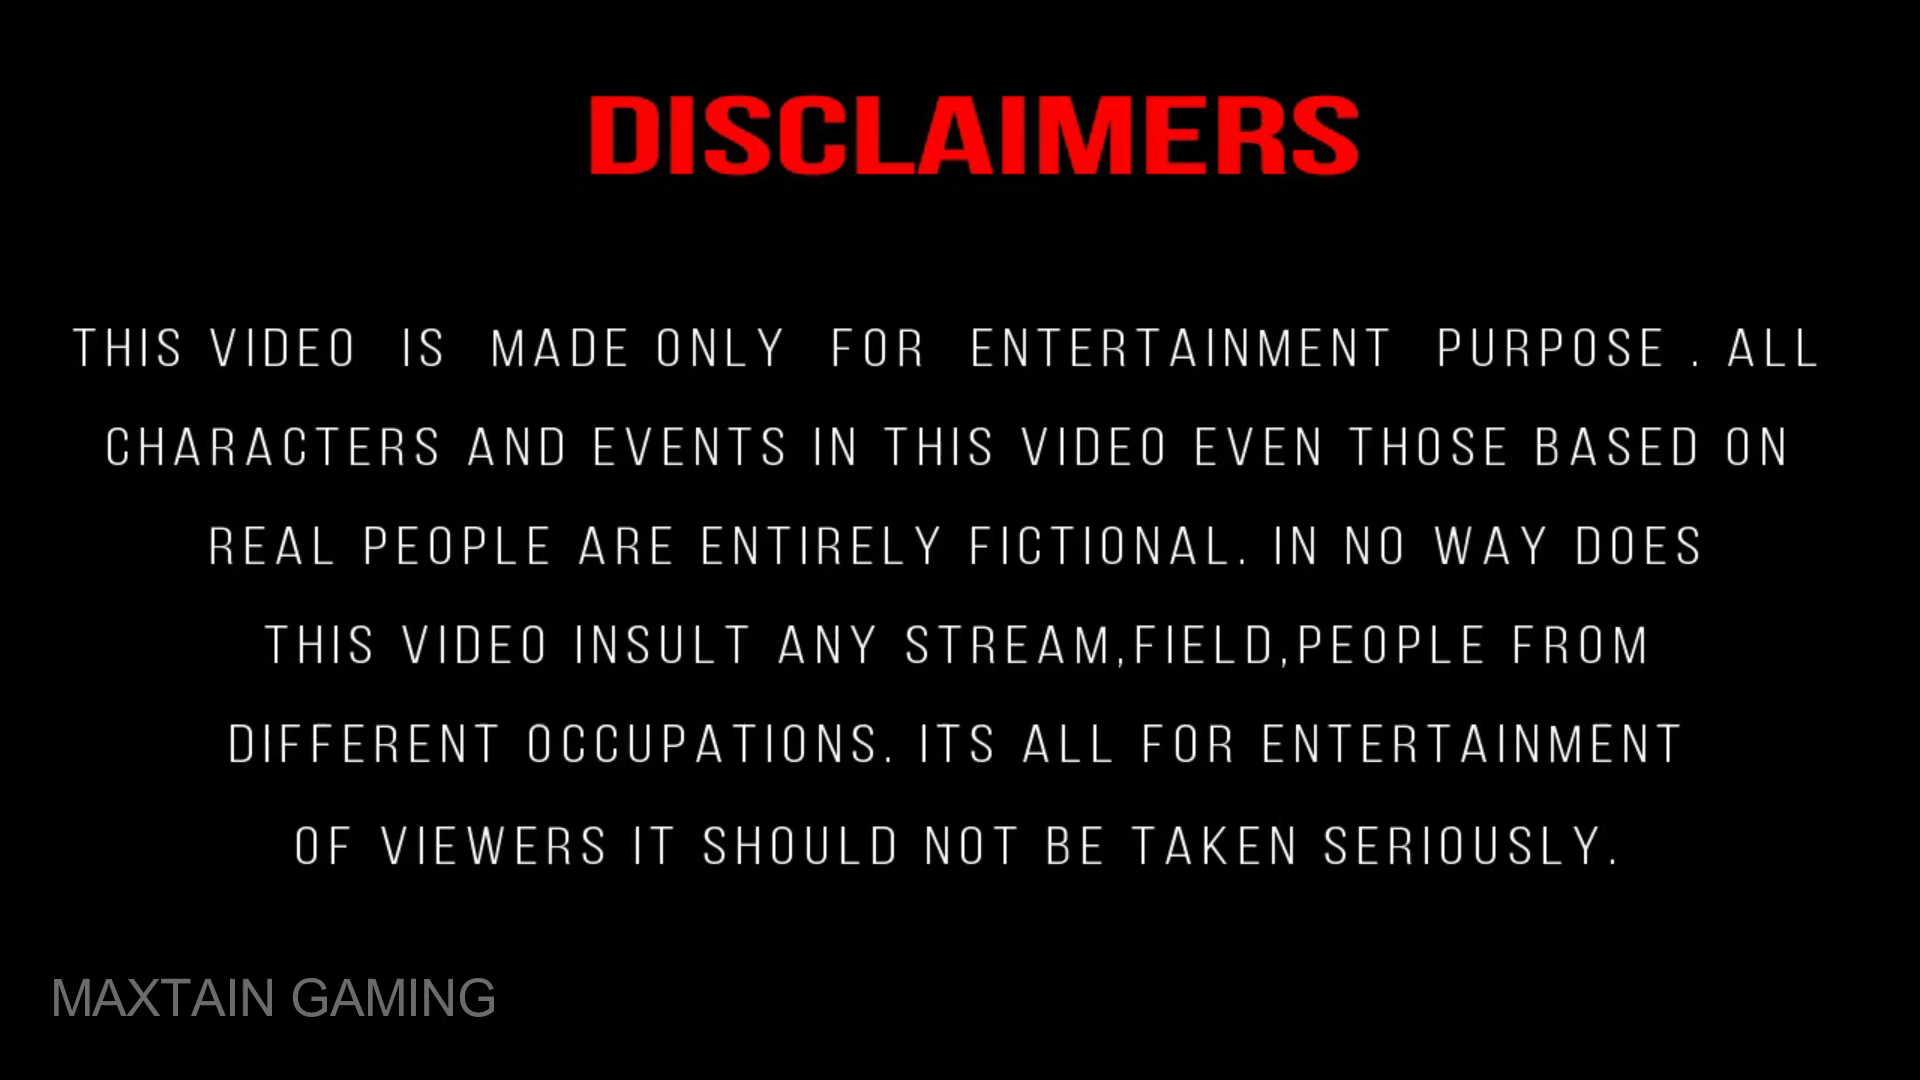 DISCLAIMERS
THIS VIDEO IS MADE ONLY FOR ENTERTAINMENT PURPOSE . ALL
CHARACTERS AND EVENTS IN THIS VIDEO EVEN THOSE BASED ON
REAL PEOPLE ARE ENTIRELY FICTIONAL. IN NO WAY DOES
THIS VIDEO INSULT ANY STREAM,FIELD,PEOPLE FROM
DIFFERENT OCCUPATIONS. ITS ALL FOR ENTERTAINMENT
OF VIEWERS IT SHOULD NOT BE TAKEN SERIOUSLY.
MAXTAIN GAMING